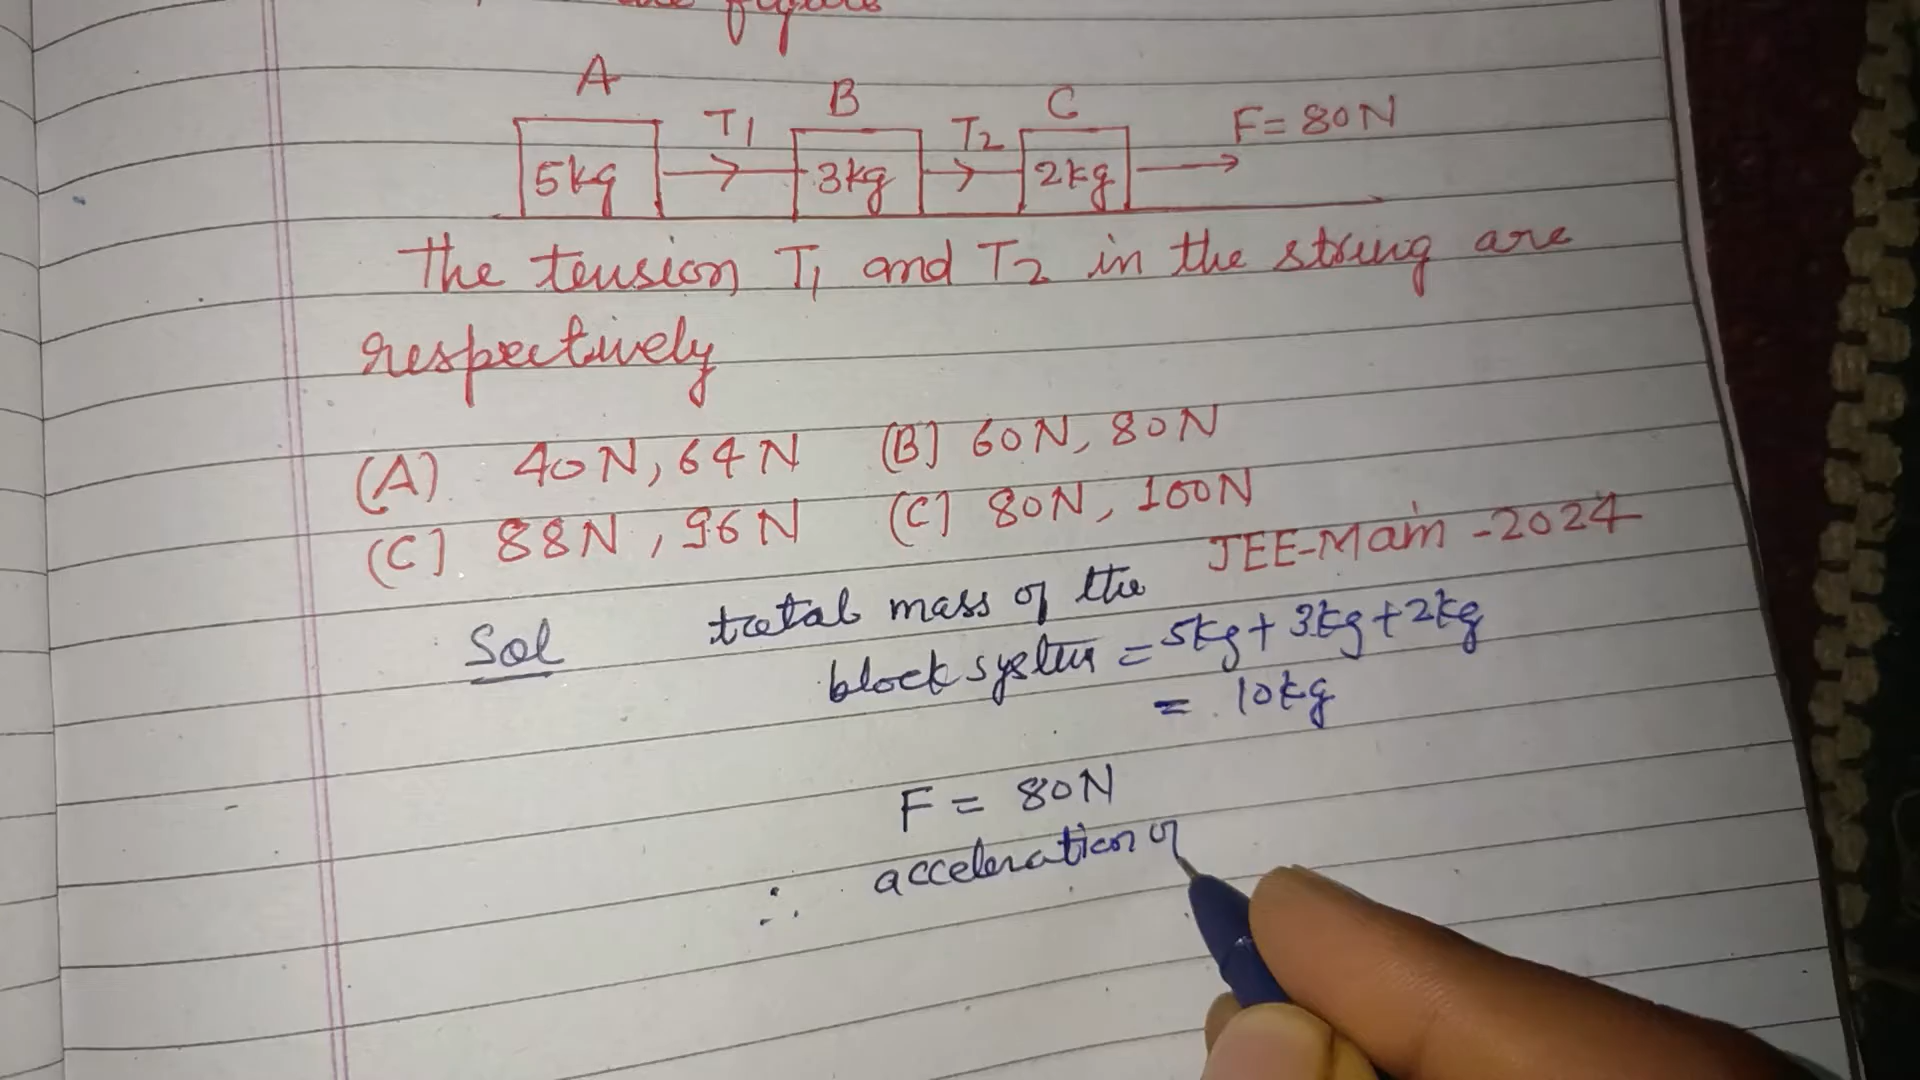 figure
A B C
T1 T2 F = 80N
5kg 3kg 2kg
The tension T1 and T2 in the string are
respectively
(A) 40N, 64N (B) 60N, 80N
(C) 88N, 96N (C) 80N, 100N
JEE-Main -2024
Sol total mass of the
block system = 5kg + 3kg + 2kg
= 10kg
F = 80N
∴ acceleration of